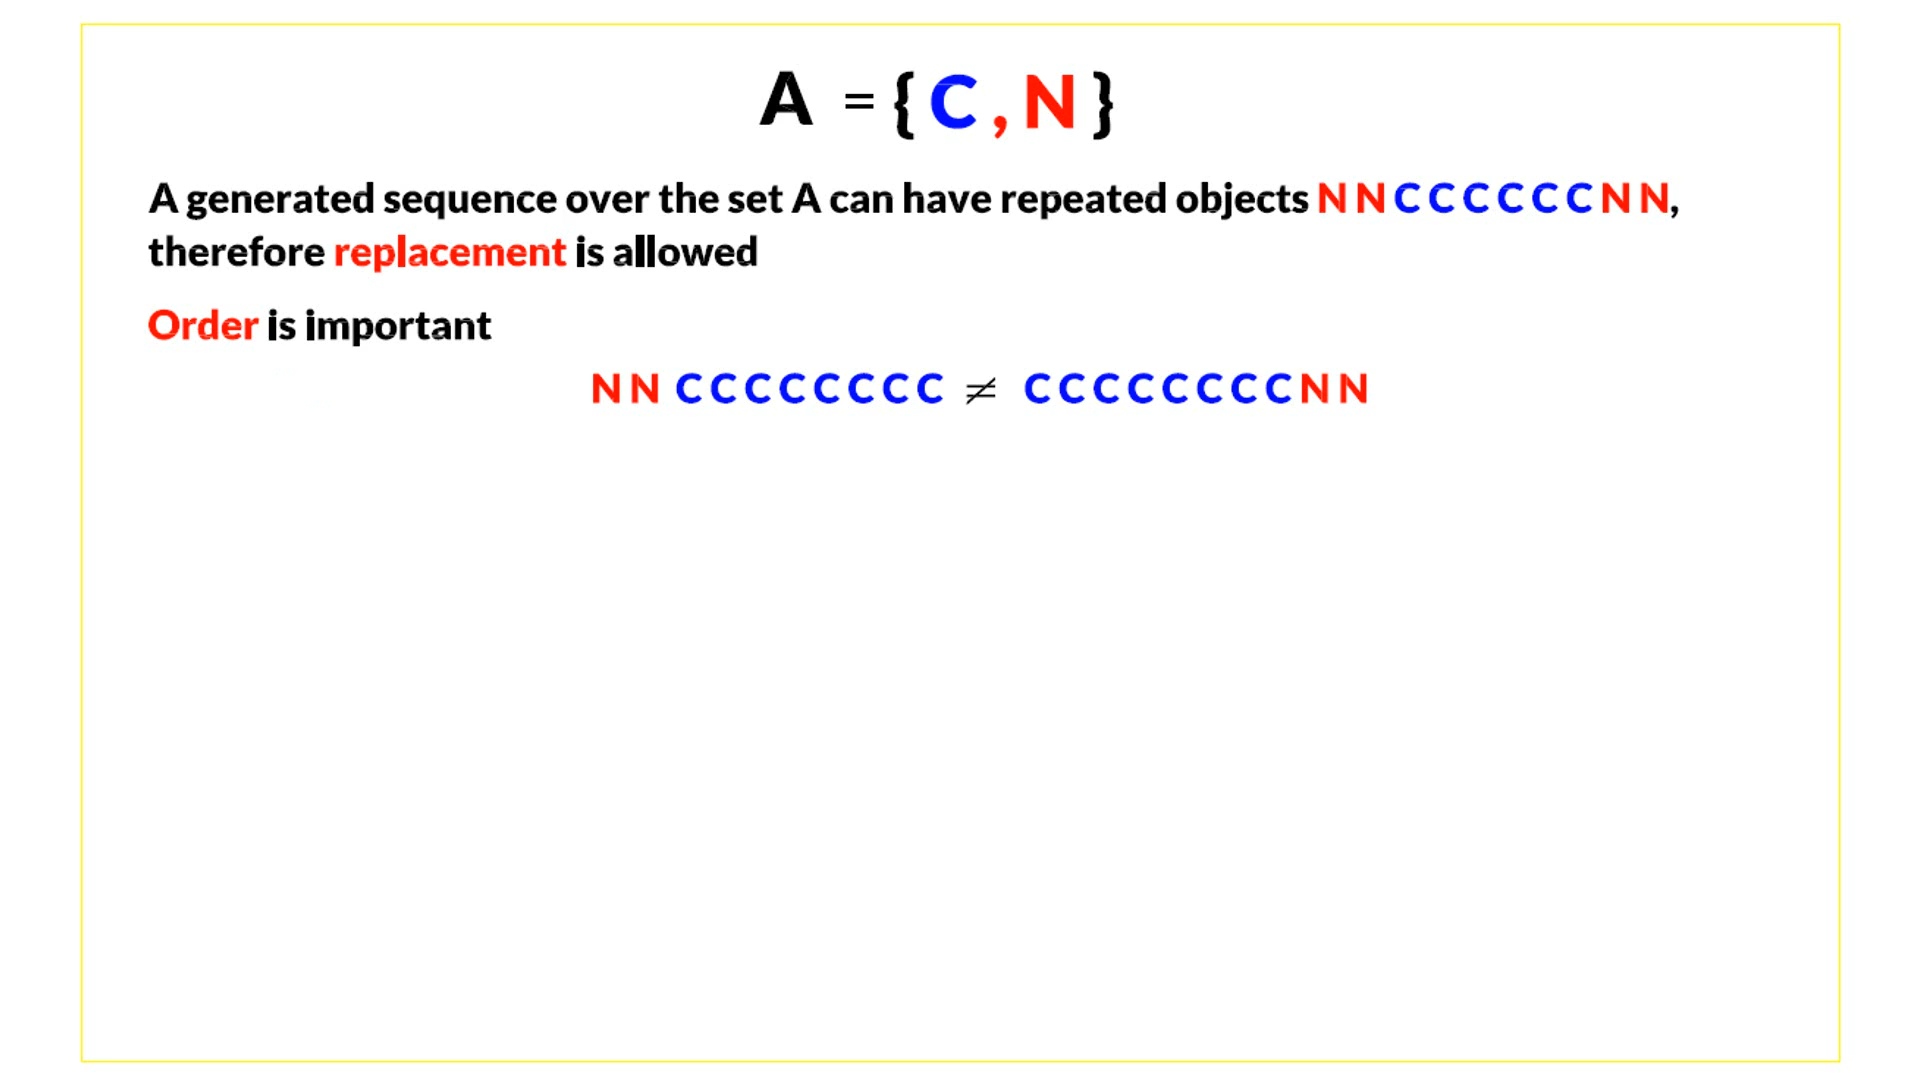 A = { C , N }
A generated sequence over the set A can have repeated objects N N C C C C C C N N,
therefore replacement is allowed
Order is important
N N C C C C C C C C ≠ C C C C C C C C N N